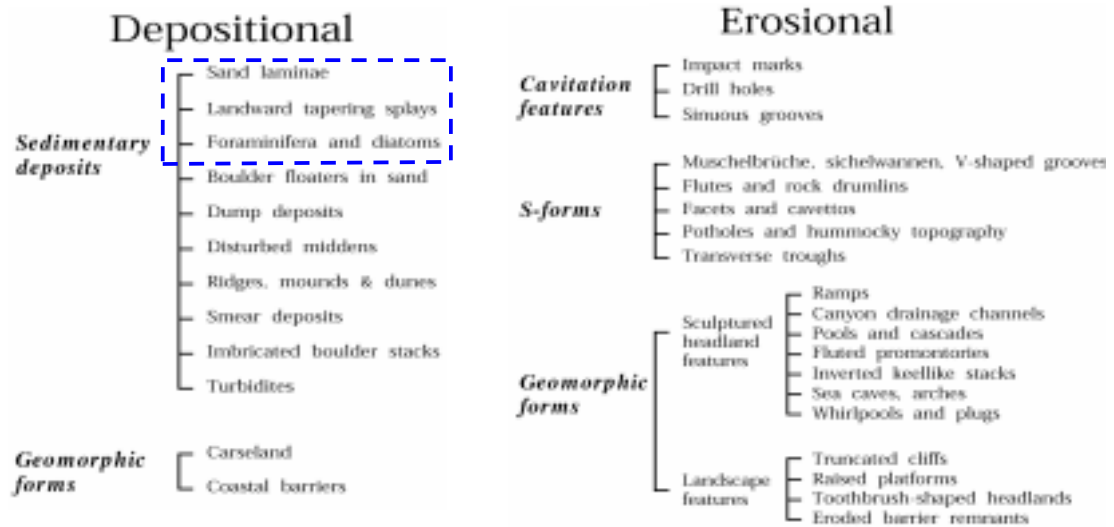 Depositional
Sedimentary
deposits
Sand laminae
Landward tapering splays
Foraminifera and diatoms
Boulder floaters in sand
Dump deposits
Disturbed middens
Ridges, mounds & dunes
Smear deposits
Imbricated boulder stacks
Turbidites
Geomorphic
forms
Carseland
Coastal barriers
Erosional
Cavitation
features
Impact marks
Drill holes
Sinuous grooves
S-forms
Muschelbrüche, sichelwannen, V-shaped grooves
Flutes and rock drumlins
Facets and cavettos
Potholes and hummocky topography
Transverse troughs
Geomorphic
forms
Sculptured
headland
features
Ramps
Canyon drainage channels
Pools and cascades
Fluted promontories
Inverted keellike stacks
Sea caves, arches
Whirlpools and plugs
Landscape
features
Truncated cliffs
Raised platforms
Toothbrush-shaped headlands
Eroded barrier remnants